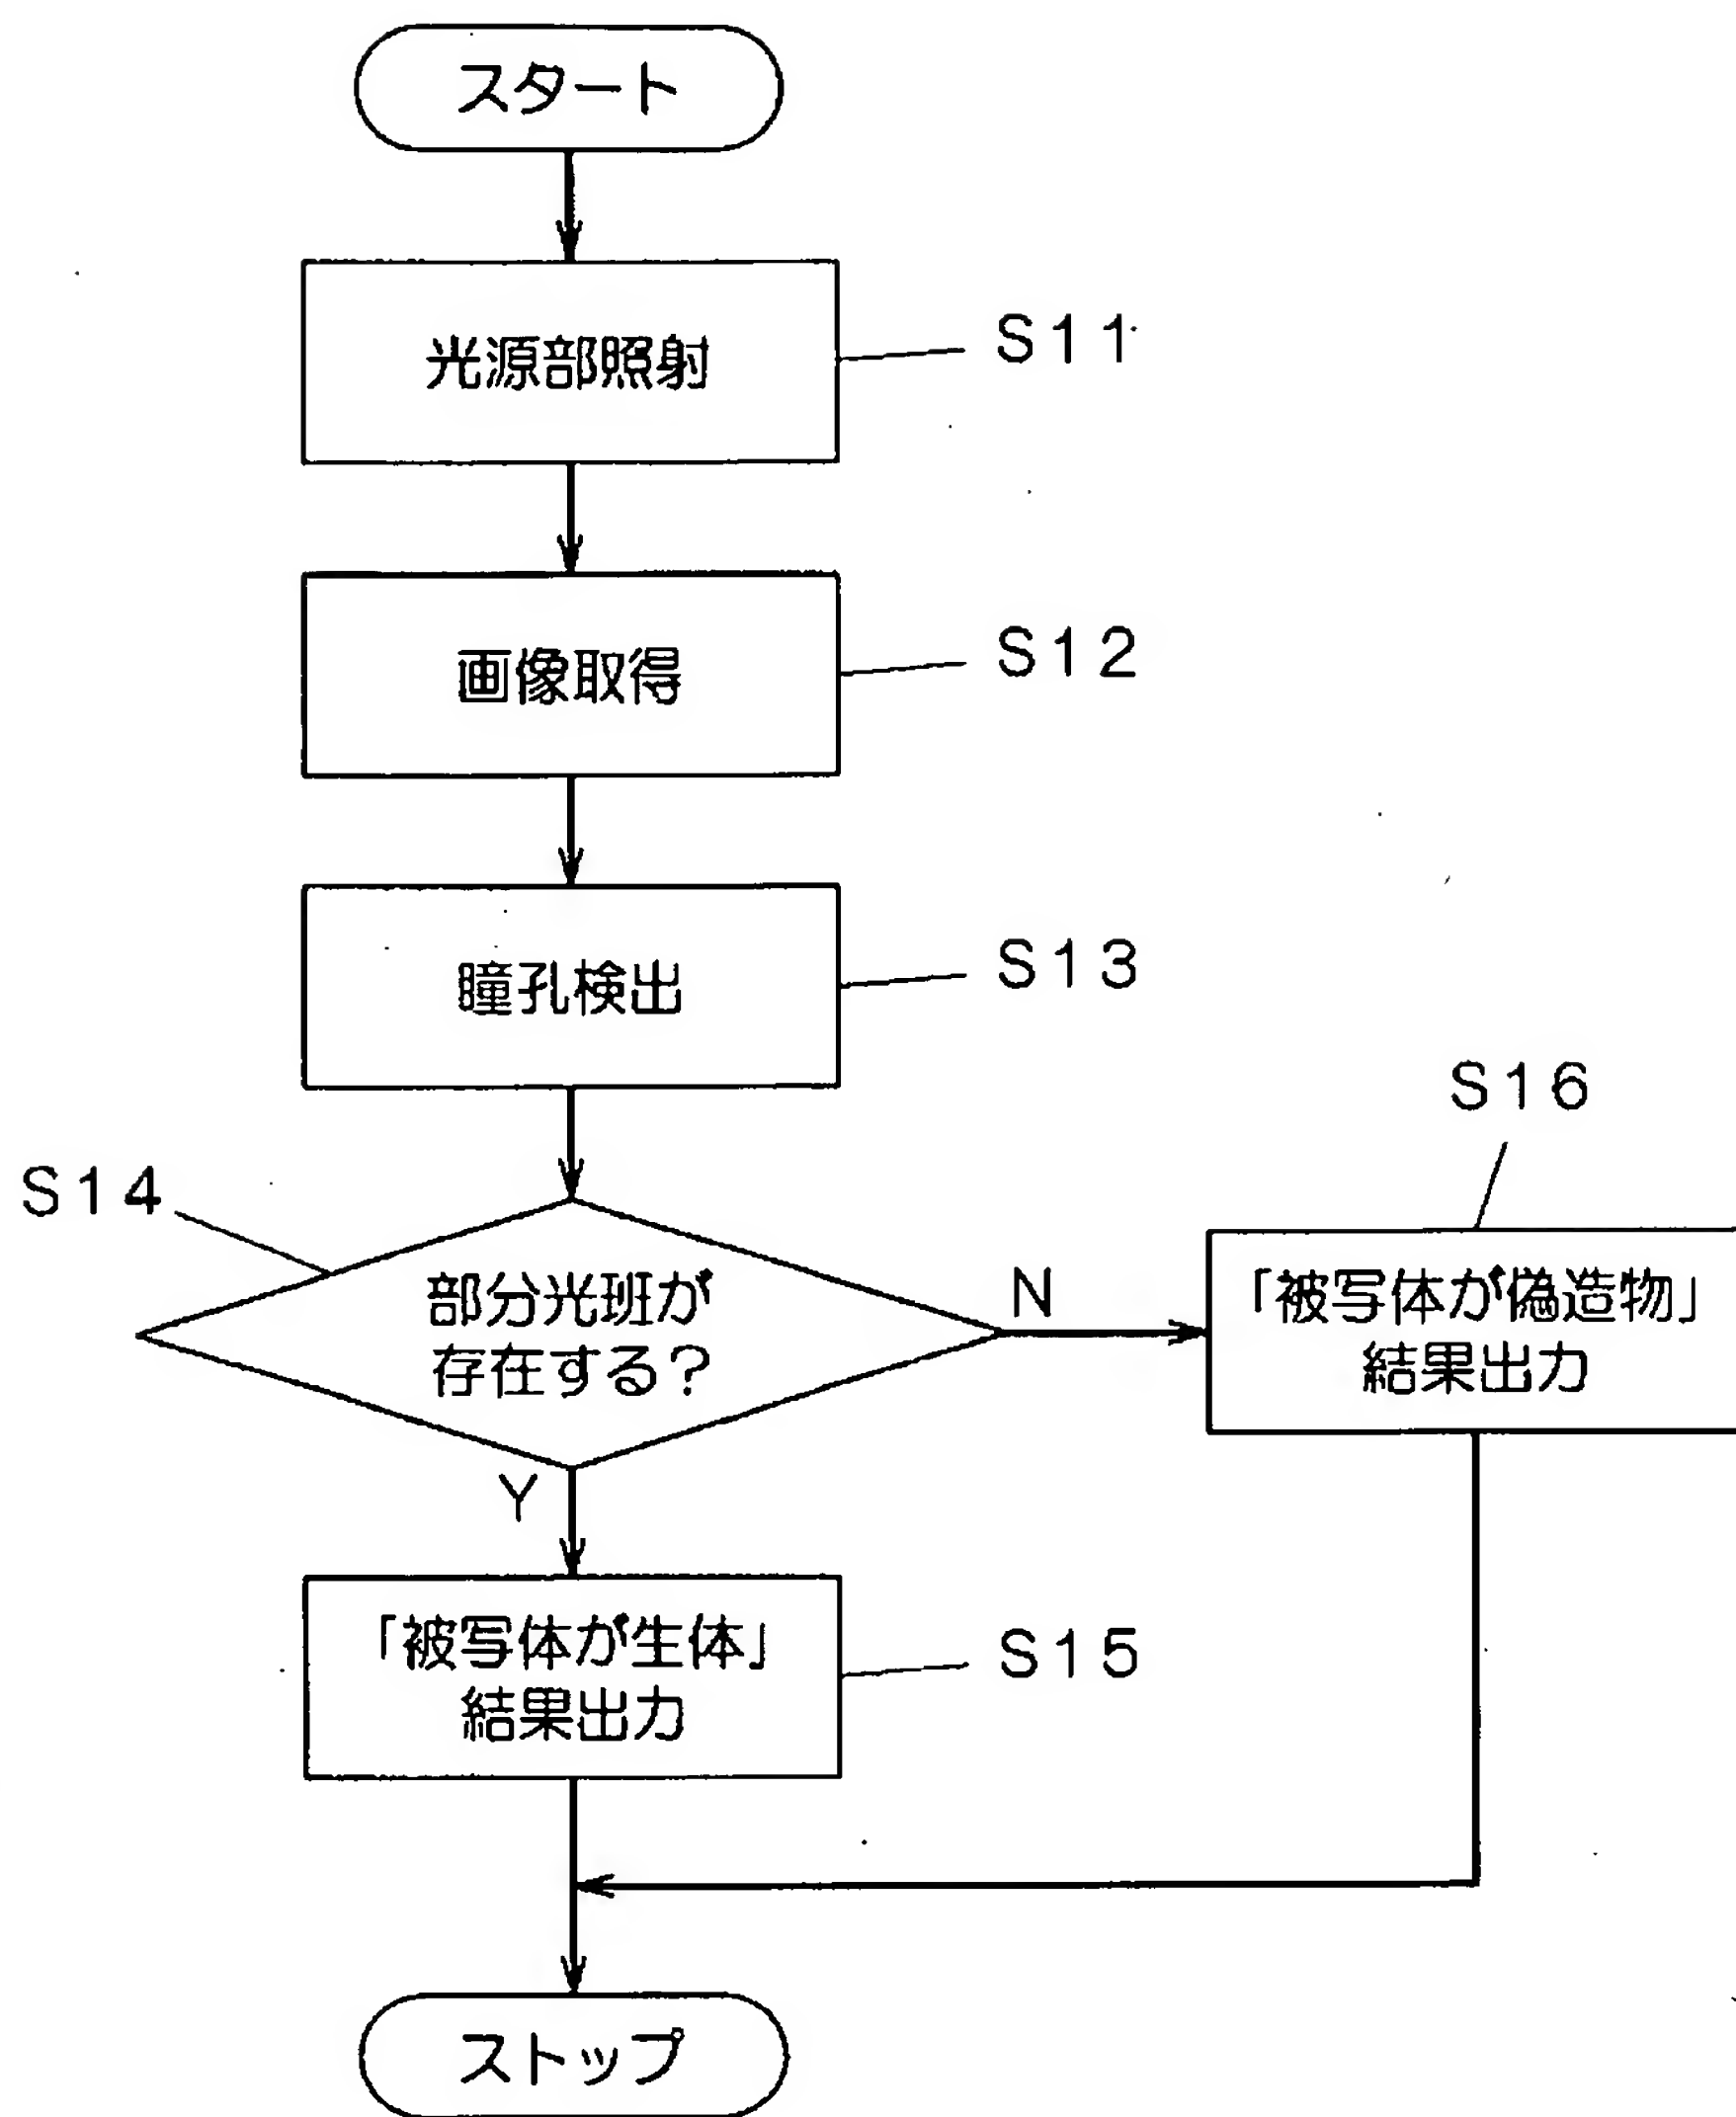 スタート
光源部照射
S11
画像取得
S12
瞳孔検出
S13
S14
部分光班が
存在する?
N
Y
S16
「被写体が偽造物」
結果出力
「被写体が生体」
結果出力
S15
ストップ